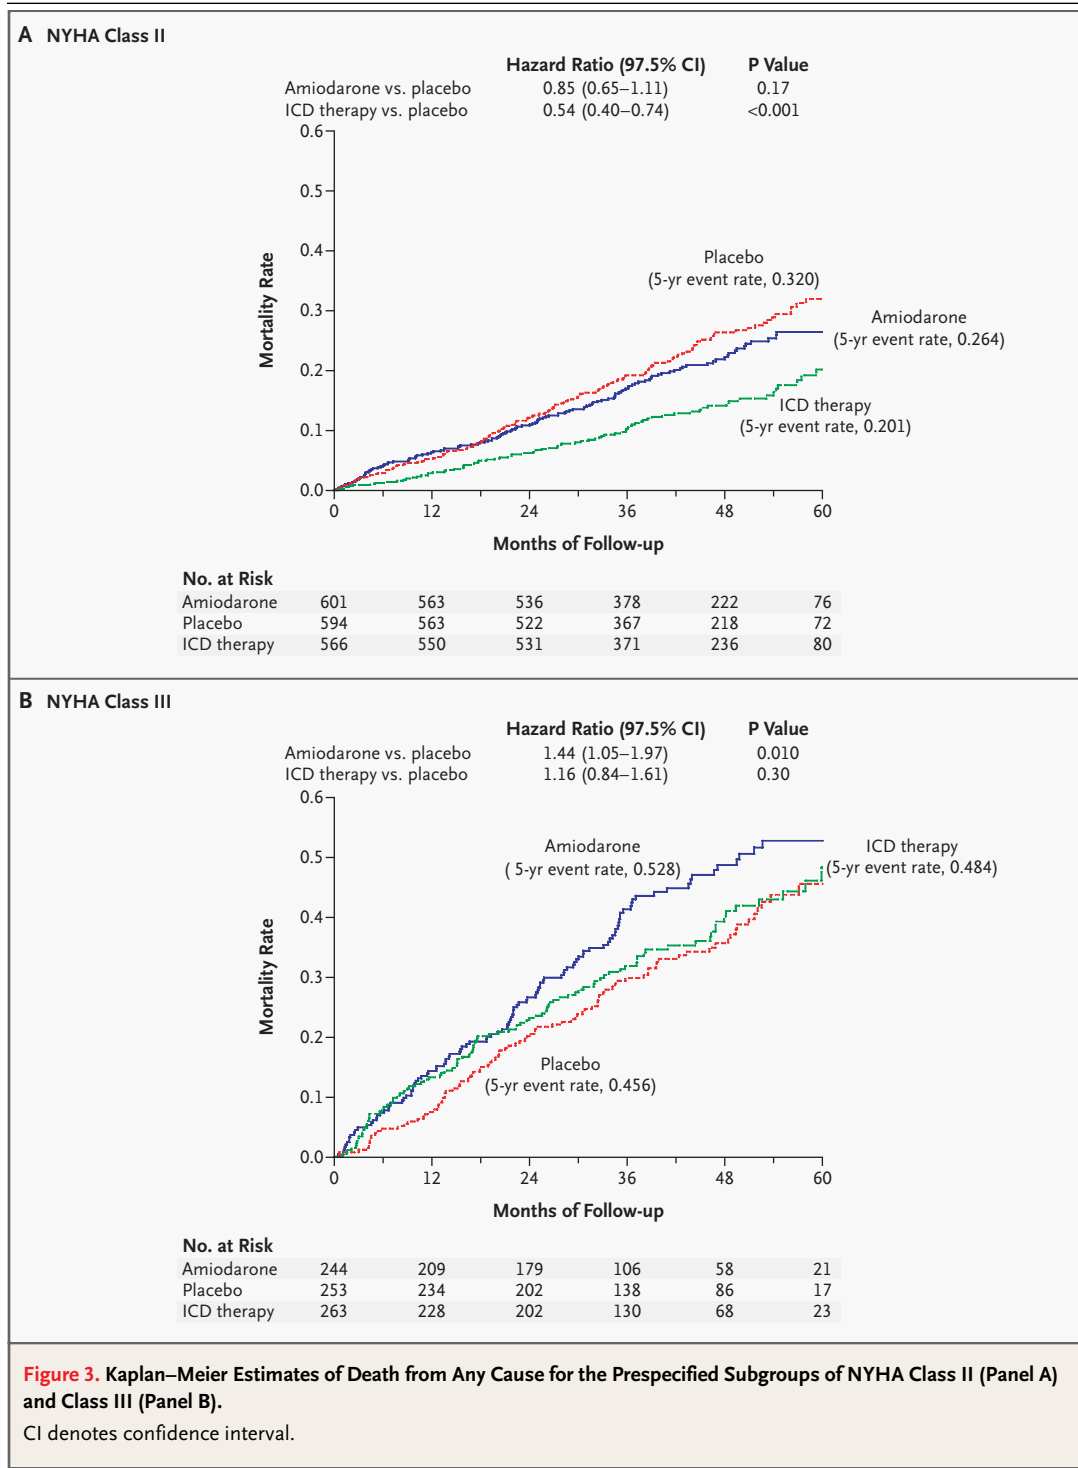 A NYHA Class II
Hazard Ratio (97.5% CI) P Value
Amiodarone vs. placebo 0.85 (0.65–1.11) 0.17
ICD therapy vs. placebo 0.54 (0.40–0.74) <0.001
0.6
0.5
0.4
0.3
0.2
0.1
0.0
Mortality Rate
Placebo
(5-yr event rate, 0.320)
Amiodarone
(5-yr event rate, 0.264)
ICD therapy
(5-yr event rate, 0.201)
0 12 24 36 48 60
Months of Follow-up
No. at Risk
Amiodarone 601 563 536 378 222 76
Placebo 594 563 522 367 218 72
ICD therapy 566 550 531 371 236 80
B NYHA Class III
Hazard Ratio (97.5% CI) P Value
Amiodarone vs. placebo 1.44 (1.05–1.97) 0.010
ICD therapy vs. placebo 1.16 (0.84–1.61) 0.30
0.6
0.5
0.4
0.3
0.2
0.1
0.0
Mortality Rate
Amiodarone
( 5-yr event rate, 0.528)
ICD therapy
(5-yr event rate, 0.484)
Placebo
(5-yr event rate, 0.456)
0 12 24 36 48 60
Months of Follow-up
No. at Risk
Amiodarone 244 209 179 106 58 21
Placebo 253 234 202 138 86 17
ICD therapy 263 228 202 130 68 23
Figure 3. Kaplan–Meier Estimates of Death from Any Cause for the Prespecified Subgroups of NYHA Class II (Panel A)
and Class III (Panel B).
CI denotes confidence interval.